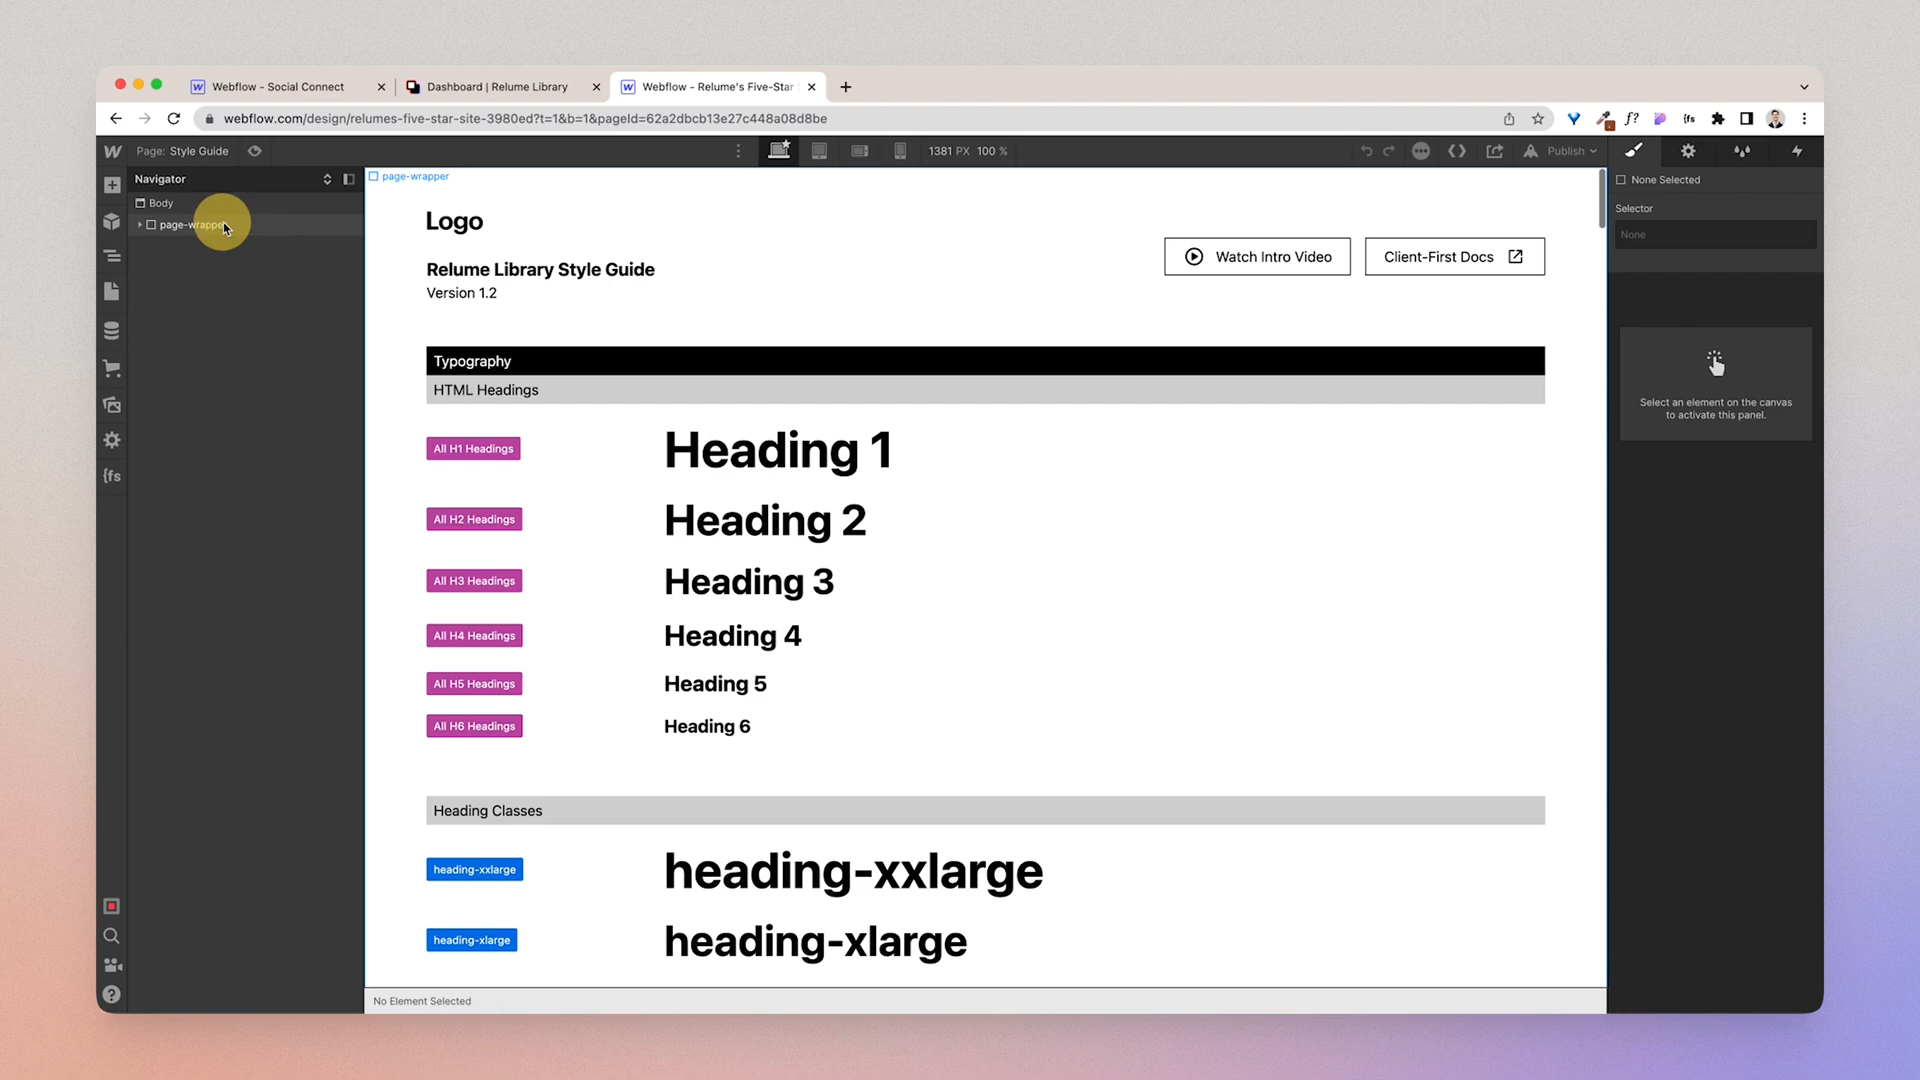 Webflow - Social Connect
Dashboard | Relume Library
Webflow - Relume's Five-Star
webflow.com/design/relumes-five-star-site-3980ed?t=1&b=1&pageId=62a2dbcb13e27c448a08d8be
f?
{fs
Page: Style Guide
1381 PX 100 %
Publish
Navigator
Body
page-wrapper
{fs
page-wrapper
Logo
Relume Library Style Guide
Version 1.2
Watch Intro Video
Client-First Docs
Typography
HTML Headings
All H1 Headings
Heading 1
All H2 Headings
Heading 2
All H3 Headings
Heading 3
All H4 Headings
Heading 4
All H5 Headings
Heading 5
All H6 Headings
Heading 6
Heading Classes
heading-xxlarge
heading-xxlarge
heading-xlarge
heading-xlarge
No Element Selected
None Selected
Selector
None
Select an element on the canvas
to activate this panel.